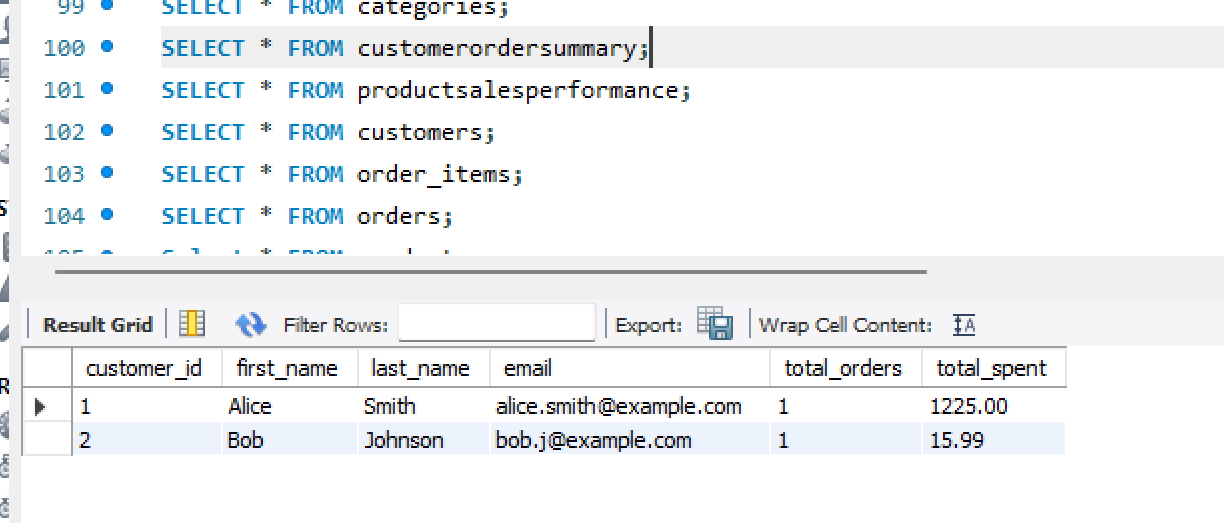 99 SELECT * FROM categories;
100 SELECT * FROM customerordersummary;
101 SELECT * FROM productsalesperformance;
102 SELECT * FROM customers;
103 SELECT * FROM order_items;
104 SELECT * FROM orders;
Result Grid Filter Rows: Export: Wrap Cell Content: IA
customer_id first_name last_name email total_orders total_spent
1 Alice Smith alice.smith@example.com 1 1225.00
2 Bob Johnson bob.j@example.com 1 15.99